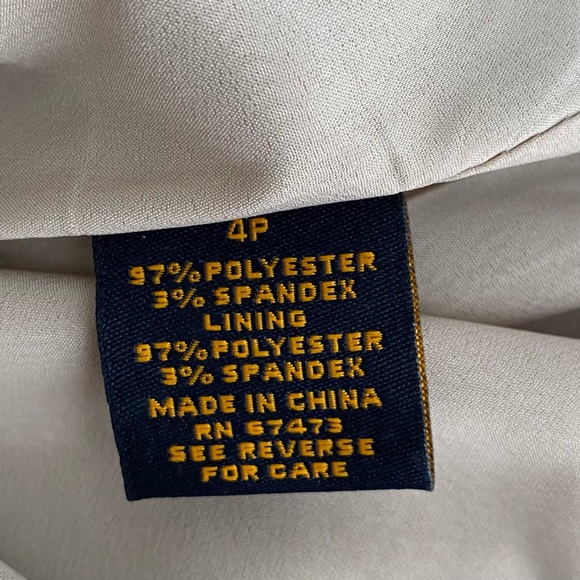 4P
97% POLYESTER
3% SPANDEX
LINING
97% POLYESTER
3% SPANDEX
MADE IN CHINA
RN 67473
SEE REVERSE
FOR CARE